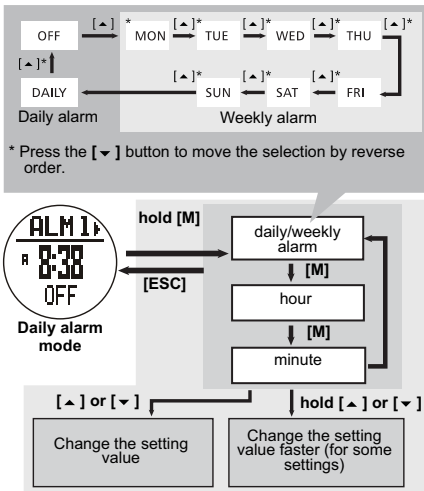 [▲] [▲]* [▲]* [▲]* [▲]*
OFF * MON TUE WED THU
[▲]* [▲]* [▲]*
DAILY SUN SAT FRI
Daily alarm Weekly alarm
* Press the [▼] button to move the selection by reverse
order.
ALM1
A 8:38
OFF
Daily alarm
mode
hold [M]
[ESC]
daily/weekly
alarm
[M]
hour
[M]
minute
[▲] or [▼]
hold [▲] or [▼]
Change the setting
value
Change the setting
value faster (for some
settings)